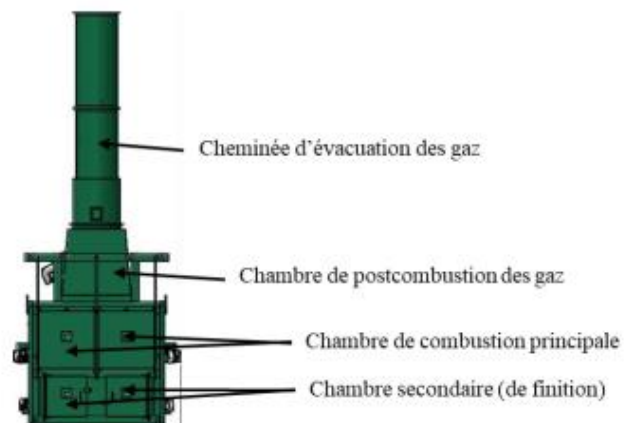 Cheminée d'évacuation des gaz
Chambre de postcombustion des gaz
Chambre de combustion principale
Chambre secondaire (de finition)